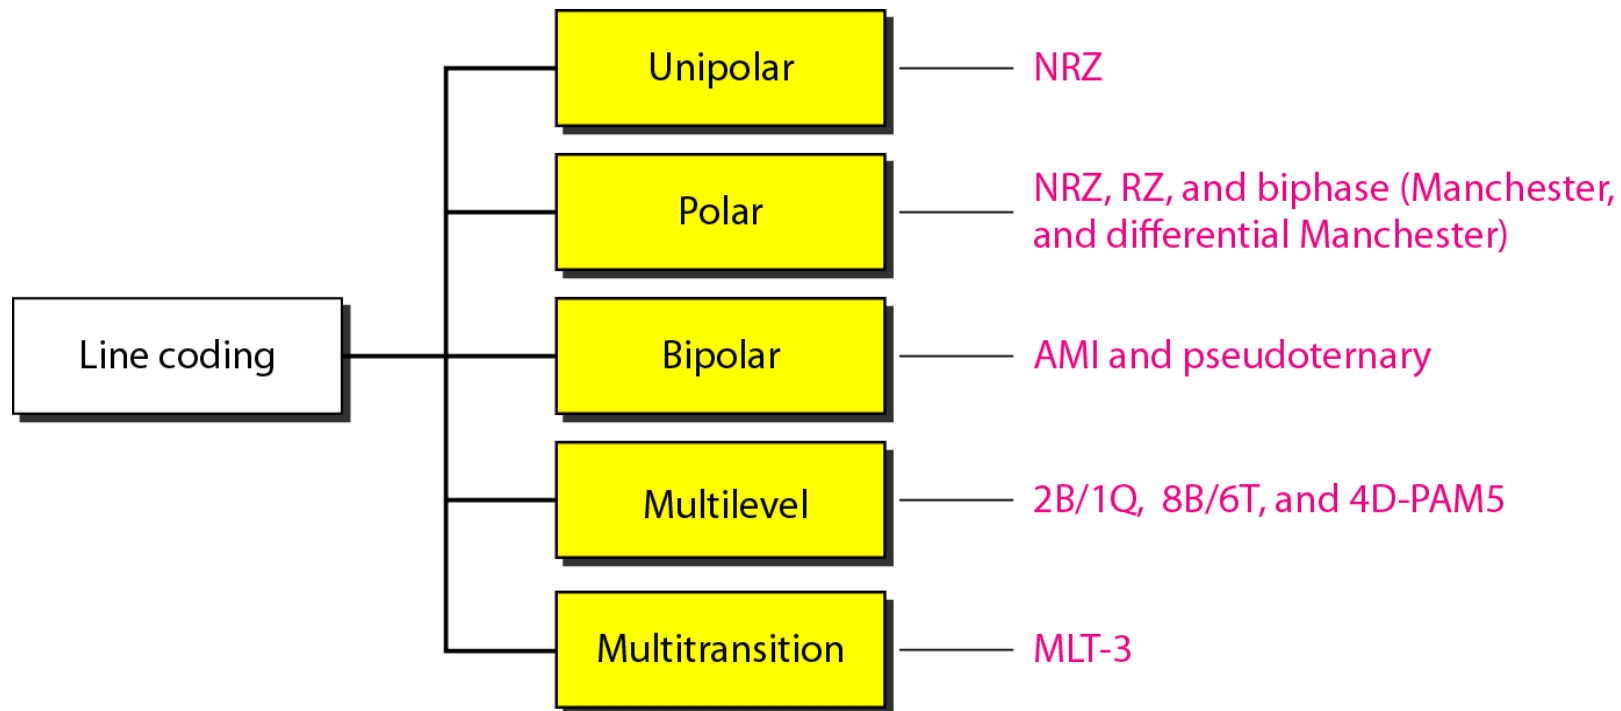 Unipolar
NRZ
Polar
NRZ, RZ, and biphase (Manchester,
and differential Manchester)
Line coding
Bipolar
AMI and pseudoternary
Multilevel
2B/1Q, 8B/6T, and 4D-PAM5
Multitransition
MLT-3